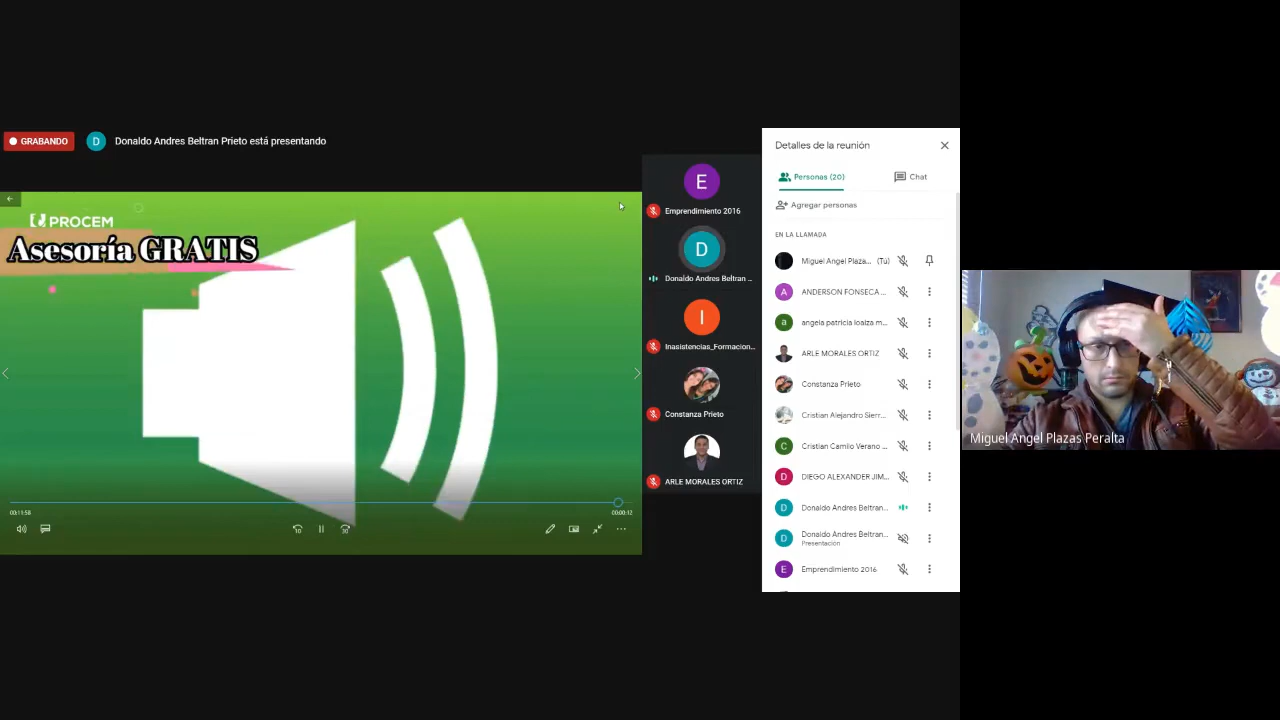 GRABANDO
D
Donaldo Andres Beltran Prieto está presentando
PROCEM
Asesoría GRATIS
00:11:58
00:00:12
10
30
E
Emprendimiento 2016
D
Donaldo Andres Beltran ...
I
Inasistencias_Formacion...
Constanza Prieto
ARLE MORALES ORTIZ
Detalles de la reunión
Personas (20)
Chat
Agregar personas
EN LA LLAMADA
Miguel Angel Plaza... (Tú)
A ANDERSON FONSECA ...
a angela patricia loaiza m...
ARLE MORALES ORTIZ
Constanza Prieto
Cristian Alejandro Sierr...
C Cristian Camilo Verano ...
D DIEGO ALEXANDER JIM...
D Donaldo Andres Beltran...
D Donaldo Andres Beltran...
Presentación
E Emprendimiento 2016
Miguel Angel Plazas Peralta